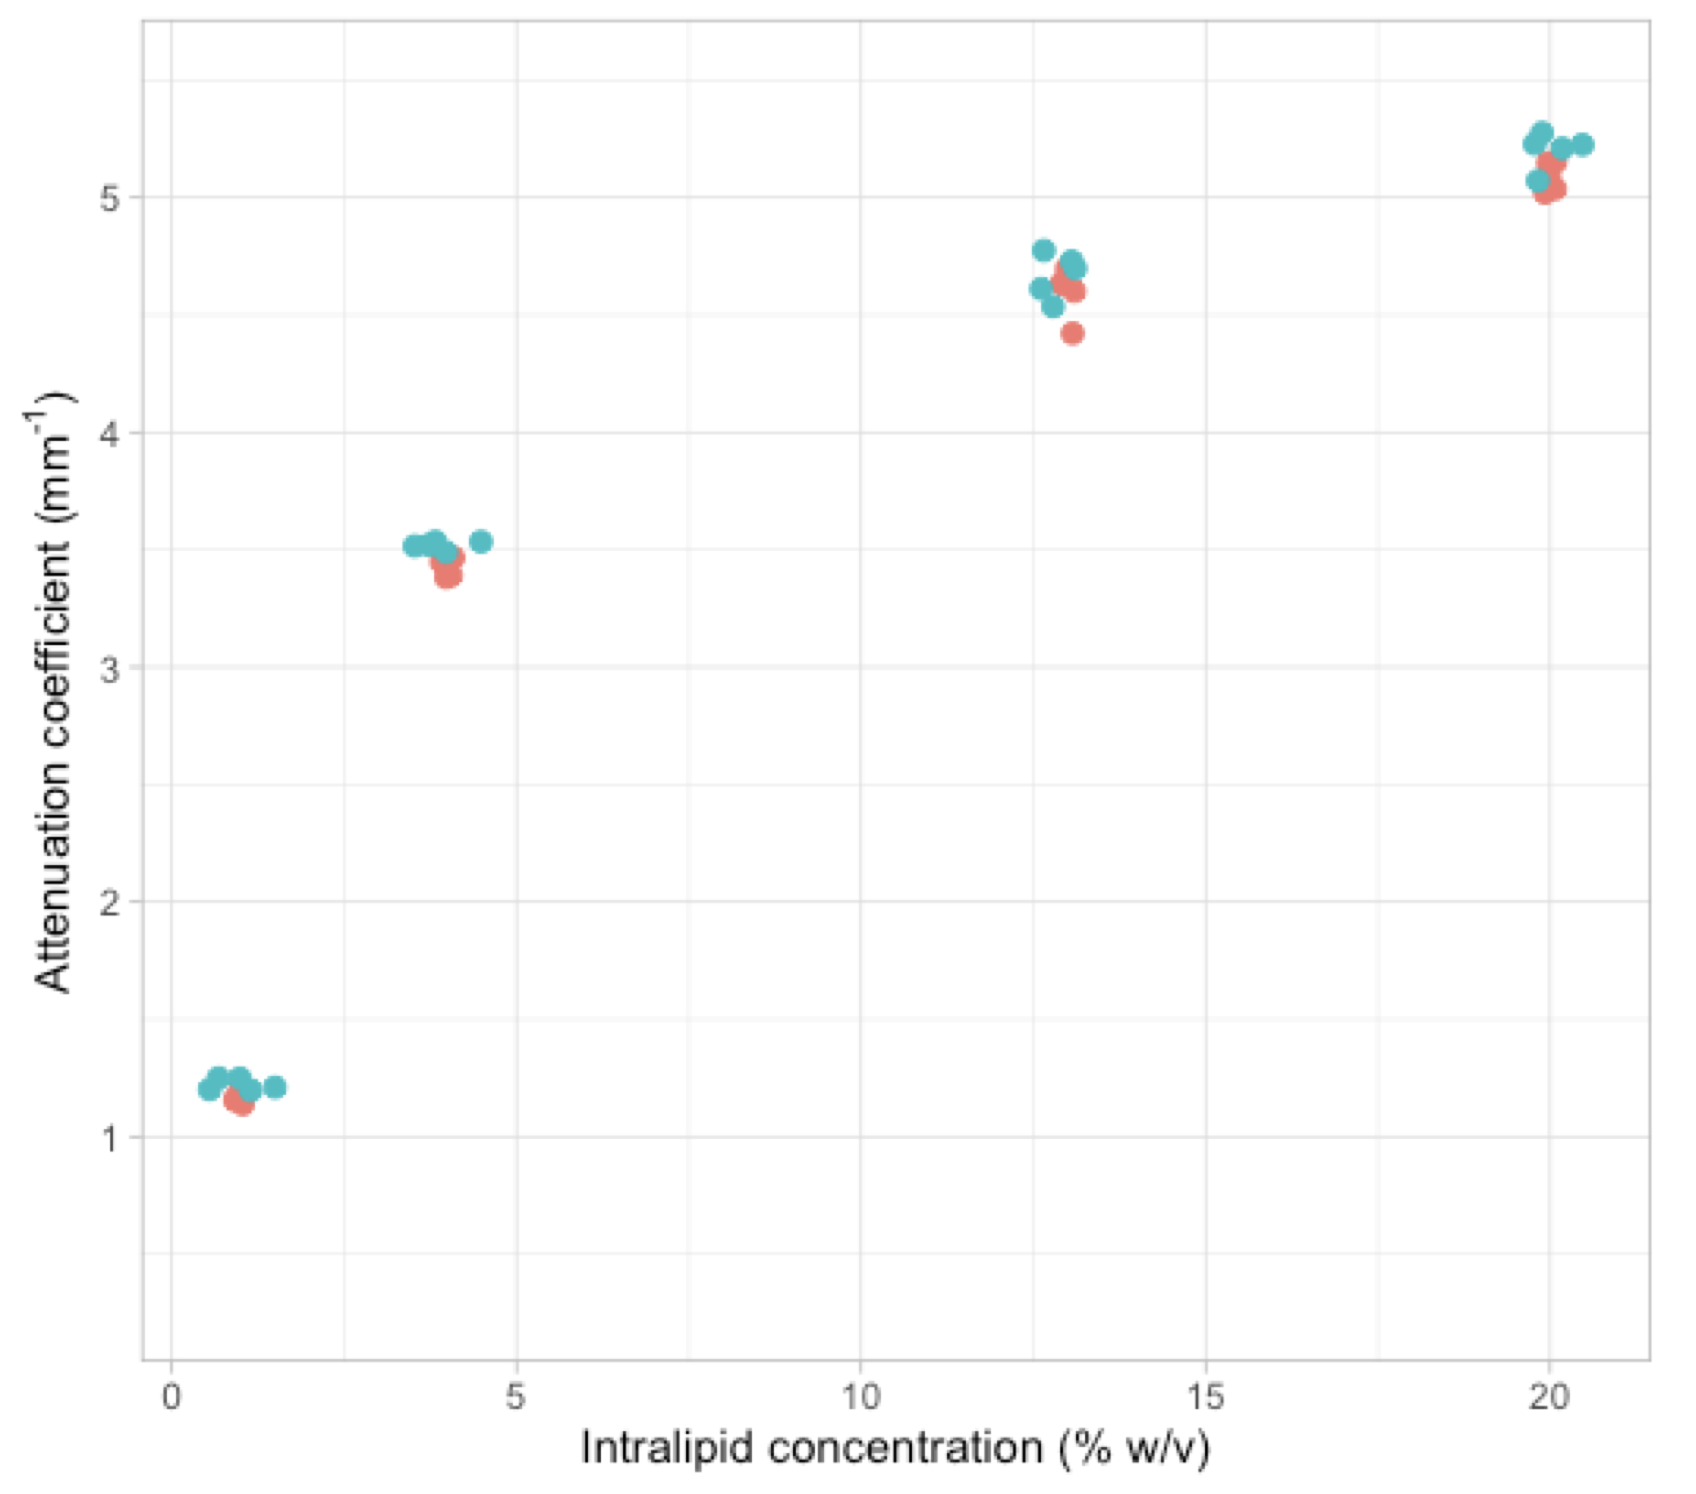 5
4
3
2
1
Attenuation coefficient (mm⁻¹)
0 5 10 15 20
Intralipid concentration (% w/v)